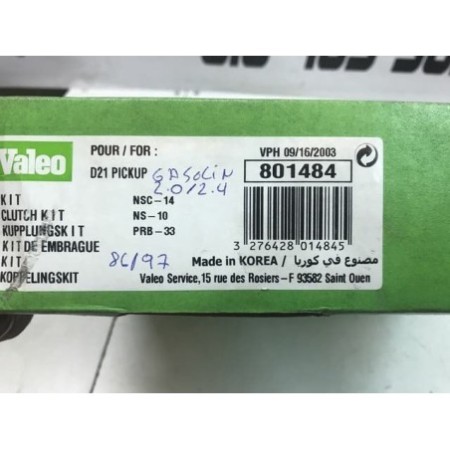 Valeo
POUR / FOR :
D21 PICKUP GASOLIN
2.0/2.4
VPH 09/16/2003
801484
KIT
CLUTCH KIT
KUPPLUNGSKIT
KIT DE EMBRAGUE
KIT
KOPPELINGSKIT
NSC-14
NS-10
PRB-33
86/97
3 276428 014845
Made in KOREA / مصنوع في كوريا
Valeo Service,15 rue des Rosiers-F 93582 Saint Ouen